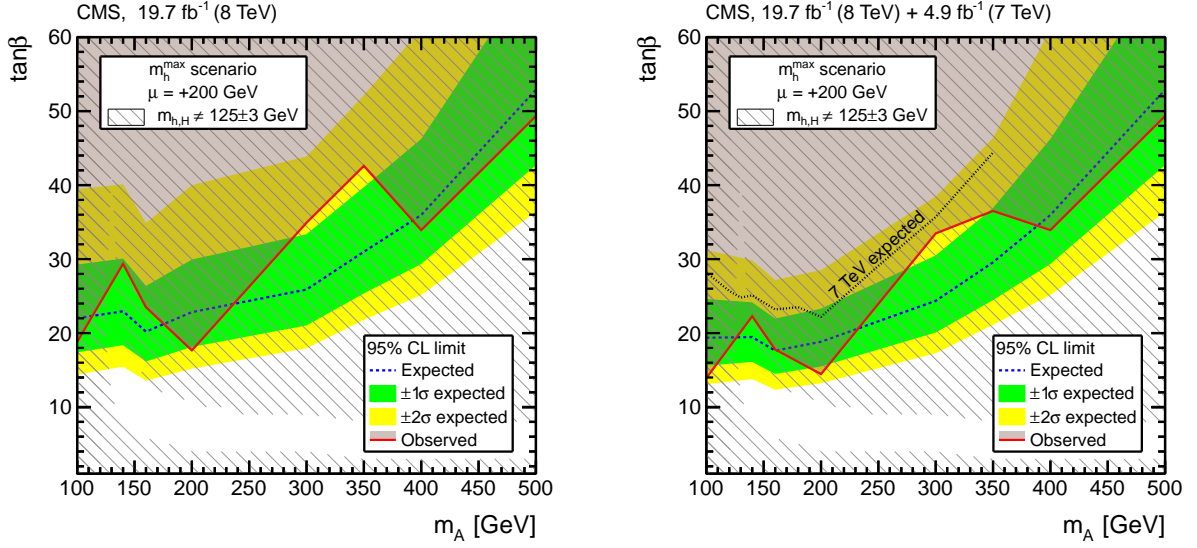 CMS, 19.7 fb⁻¹ (8 TeV)
tanβ
60
50
40
30
20
10
m_h^max scenario
μ = +200 GeV
m_h,H ≠ 125±3 GeV
95% CL limit
Expected
±1σ expected
±2σ expected
Observed
100 150 200 250 300 350 400 450 500
m_A [GeV]
CMS, 19.7 fb⁻¹ (8 TeV) + 4.9 fb⁻¹ (7 TeV)
tanβ
60
50
40
30
20
10
m_h^max scenario
μ = +200 GeV
m_h,H ≠ 125±3 GeV
7 TeV expected
95% CL limit
Expected
±1σ expected
±2σ expected
Observed
100 150 200 250 300 350 400 450 500
m_A [GeV]